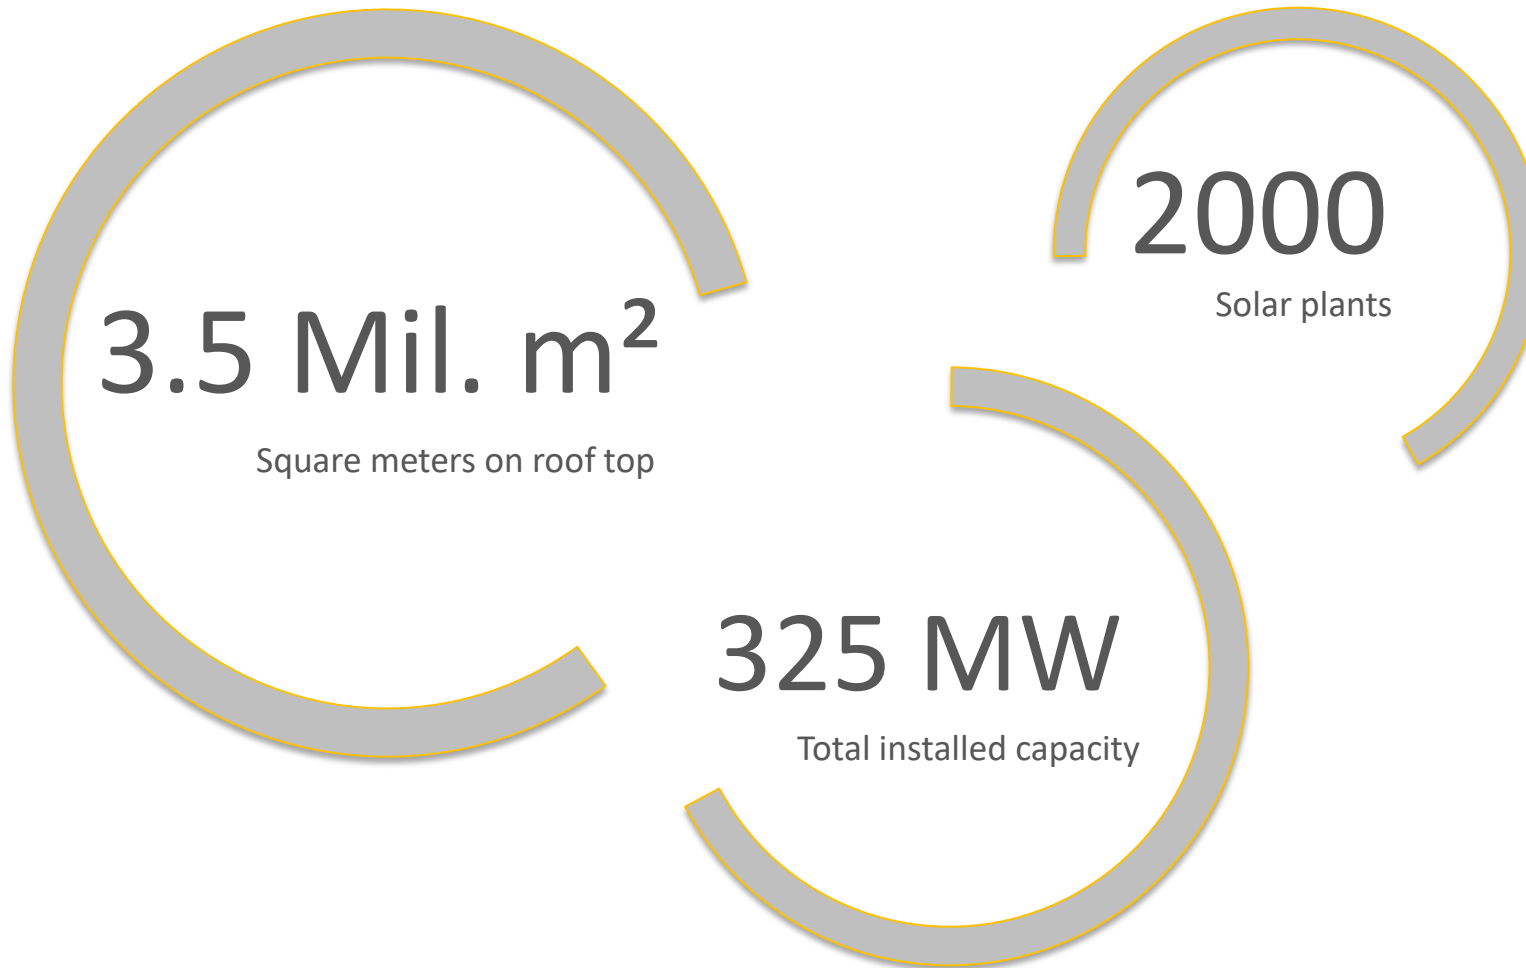 3.5 Mil. m²
Square meters on roof top
2000
Solar plants
325 MW
Total installed capacity